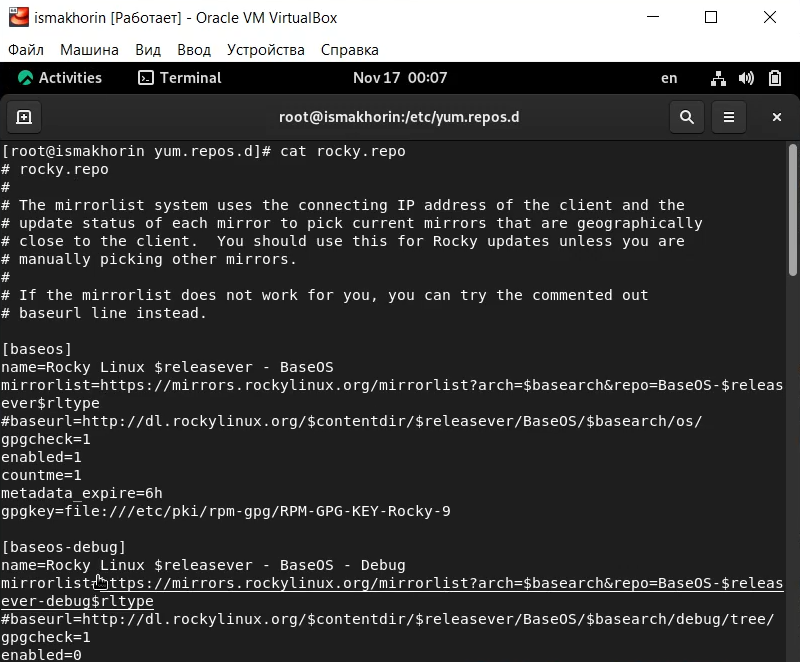 ismakhorin [Работает] - Oracle VM VirtualBox
Файл Машина Вид Ввод Устройства Справка
Activities Terminal Nov 17 00:07 en
root@ismakhorin:/etc/yum.repos.d
[root@ismakhorin yum.repos.d]# cat rocky.repo
# rocky.repo
#
# The mirrorlist system uses the connecting IP address of the client and the
# update status of each mirror to pick current mirrors that are geographically
# close to the client.  You should use this for Rocky updates unless you are
# manually picking other mirrors.
#
# If the mirrorlist does not work for you, you can try the commented out
# baseurl line instead.
[baseos]
name=Rocky Linux $releasever - BaseOS
mirrorlist=https://mirrors.rockylinux.org/mirrorlist?arch=$basearch&repo=BaseOS-$releas
ever$rltype
#baseurl=http://dl.rockylinux.org/$contentdir/$releasever/BaseOS/$basearch/os/
gpgcheck=1
enabled=1
countme=1
metadata_expire=6h
gpgkey=file:///etc/pki/rpm-gpg/RPM-GPG-KEY-Rocky-9
[baseos-debug]
name=Rocky Linux $releasever - BaseOS - Debug
mirrorlist=https://mirrors.rockylinux.org/mirrorlist?arch=$basearch&repo=BaseOS-$releas
ever-debug$rltype
#baseurl=http://dl.rockylinux.org/$contentdir/$releasever/BaseOS/$basearch/debug/tree/
gpgcheck=1
enabled=0